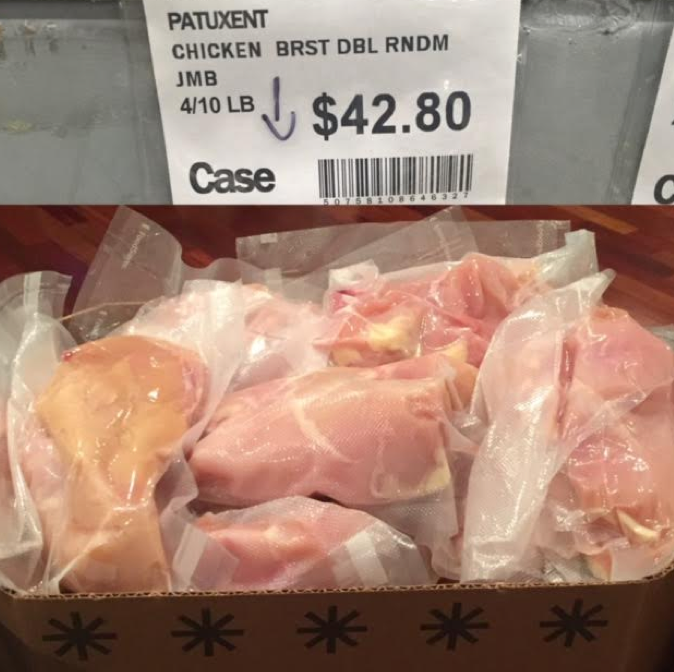 PATUXENT
CHICKEN BRST DBL RNDM
JMB
4/10 LB
$42.80
Case